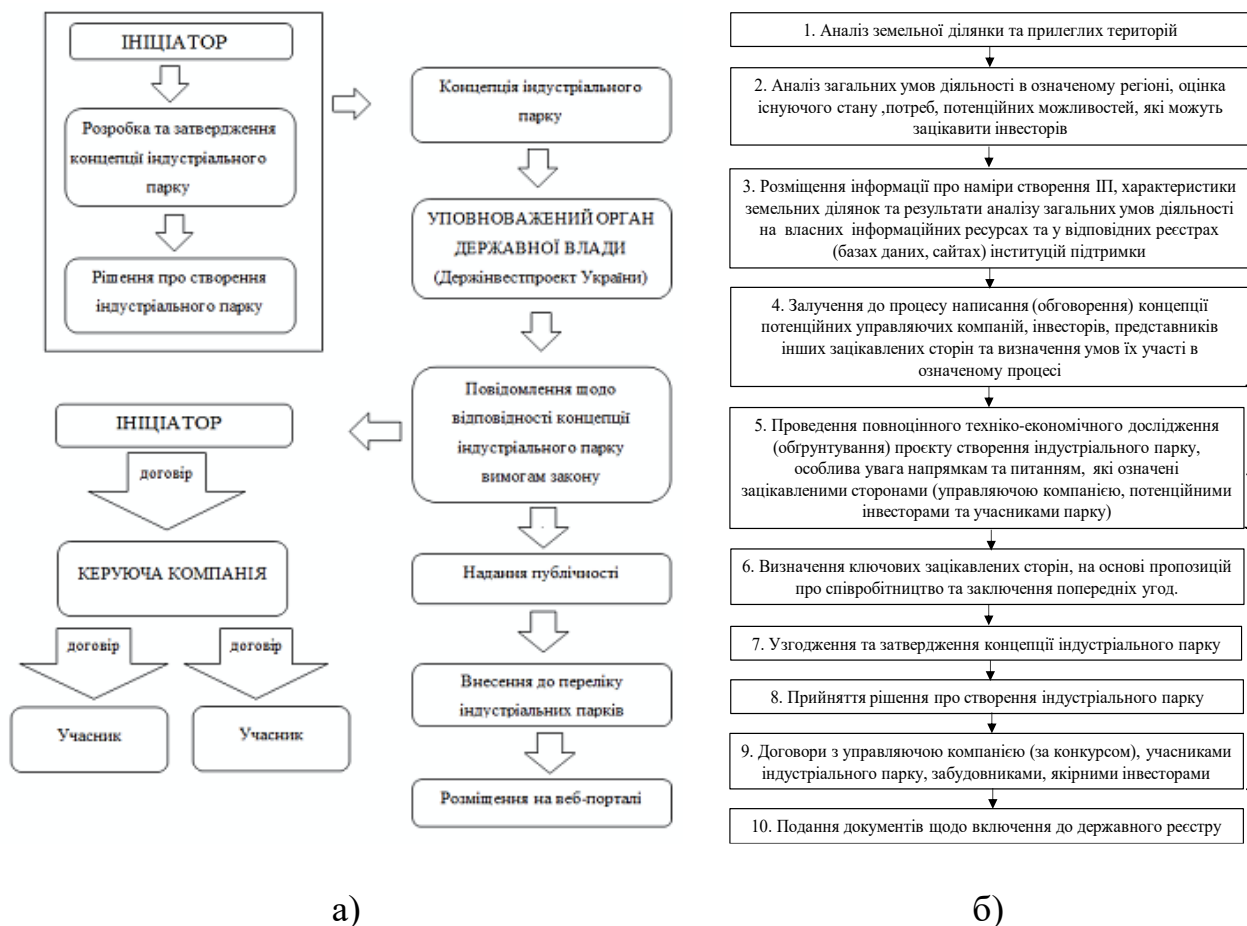 ІНІЦІАТОР
Розробка та затвердження
концепції індустріального
парку
Рішення про створення
індустріального парку
Концепція індустріального
парку
УПОВНОВАЖЕНИЙ ОРГАН
ДЕРЖАВНОЇ ВЛАДИ
(Держінвестпроект України)
Повідомлення щодо
відповідності концепції
індустріального парку
вимогам закону
ІНІЦІАТОР
договір
КЕРУЮЧА КОМПАНІЯ
договір
договір
Учасник
Учасник
Надання публічності
Внесення до переліку
індустріальних парків
Розміщення на веб-порталі
а)
1. Аналіз земельної ділянки та прилеглих територій
2. Аналіз загальних умов діяльності в означеному регіоні, оцінка
існуючого стану ,потреб, потенційних можливостей, які можуть
зацікавити інвесторів
3. Розміщення інформації про наміри створення ІП, характеристики
земельних ділянок та результати аналізу загальних умов діяльності
на власних інформаційних ресурсах та у відповідних реєстрах
(базах даних, сайтах) інституцій підтримки
4. Залучення до процесу написання (обговорення) концепції
потенційних управляючих компаній, інвесторів, представників
інших зацікавлених сторін та визначення умов їх участі в
означеному процесі
5. Проведення повноцінного техніко-економічного дослідження
(обґрунтування) проєкту створення індустріального парку,
особлива увага напрямкам та питанням, які означені
зацікавленими сторонами (управляючою компанією, потенційними
інвесторами та учасниками парку)
6. Визначення ключових зацікавлених сторін, на основі пропозицій
про співробітництво та заключення попередніх угод.
7. Узгодження та затвердження концепції індустріального парку
8. Прийняття рішення про створення індустріального парку
9. Договори з управляючою компанією (за конкурсом), учасниками
індустріального парку, забудовниками, якірними інвесторами
10. Подання документів щодо включення до державного реєстру
б)